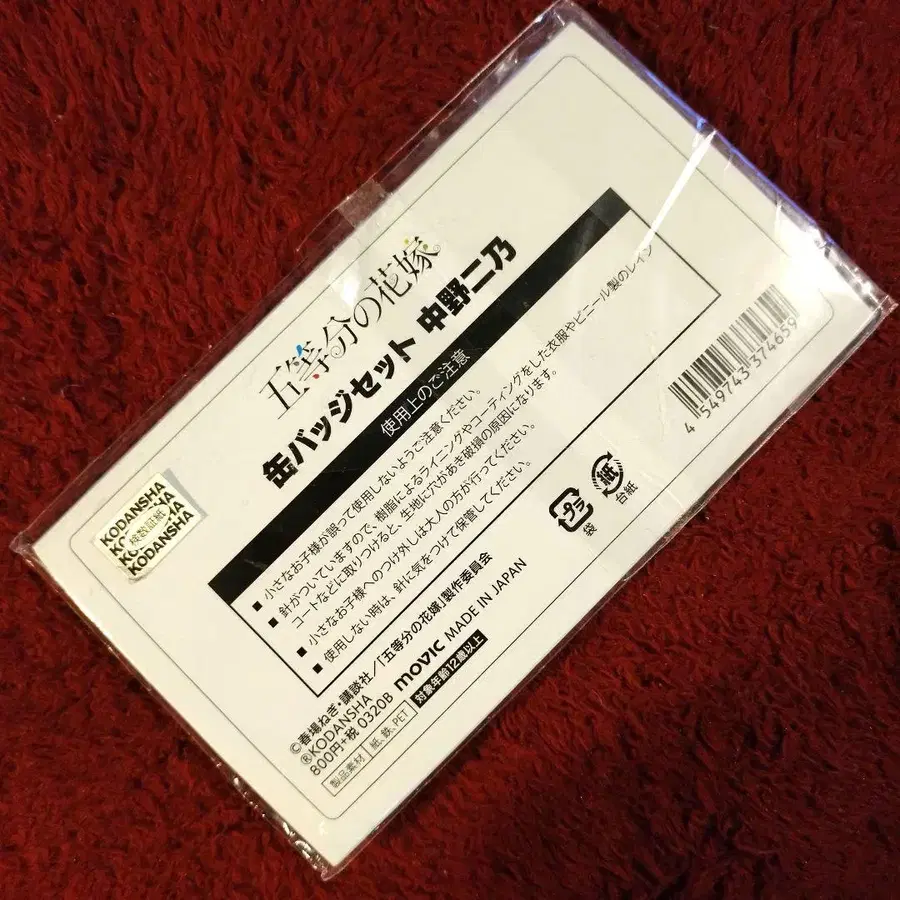 五等分の花嫁
缶バッジセット 中野二乃
使用上のご注意
■ 小さなお子様が誤って使用しないようご注意ください。
■ 針がついていますので、樹脂によるライニングやコーティングをした衣服やビニール製のレイン
コートなどに取りつけると、生地に穴があき破損の原因になります。
■ 小さなお子様へのつけ外しは大人の方が行ってください。
■ 使用しない時は、針に気をつけて保管してください。
©春場ねぎ・講談社／「五等分の花嫁」製作委員会
®KODANSHA
800円+税 0320B movic MADE IN JAPAN
製品素材 紙、鉄、PET 対象年齢12歳以上
プラ
袋
紙
台紙
4 549743 374659
KODANSHA
KODANSHA
KODANSHA
KODANSHA